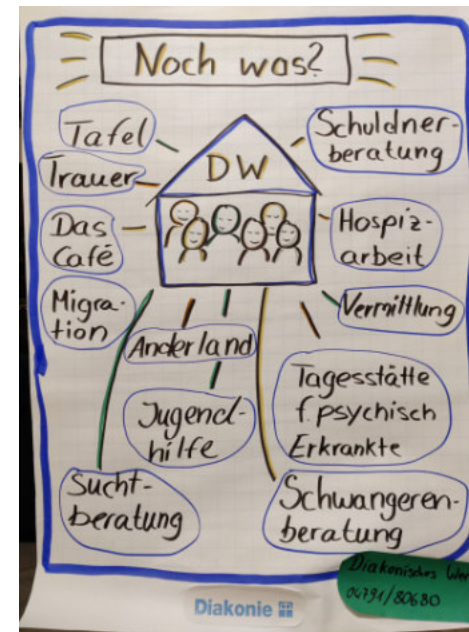 Noch was?
Tafel
Trauer
Das
Café
Migra-
tion
DW
Schuldner-
beratung
Hospiz-
arbeit
Vermittlung
Anderland
Jugend-
hilfe
Tagesstätte
f. psychisch
Erkrankte
Sucht-
beratung
Schwangeren-
beratung
Diakonisches Wer
04791/80680
Diakonie